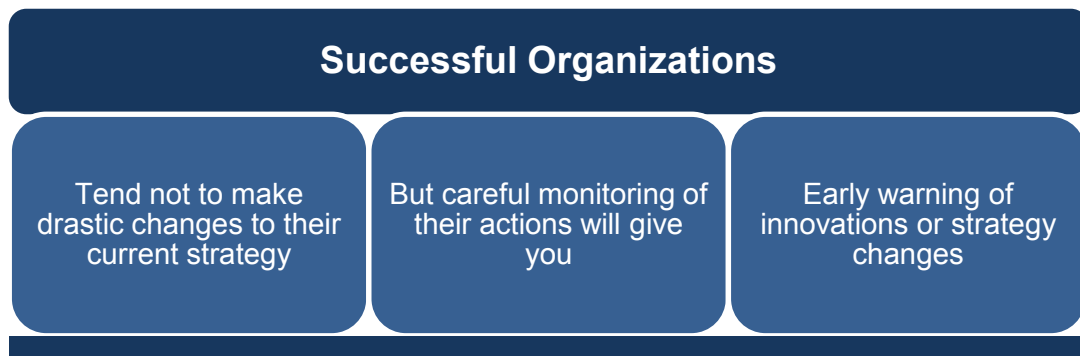 Successful Organizations
Tend not to make
drastic changes to their
current strategy
But careful monitoring of
their actions will give
you
Early warning of
innovations or strategy
changes